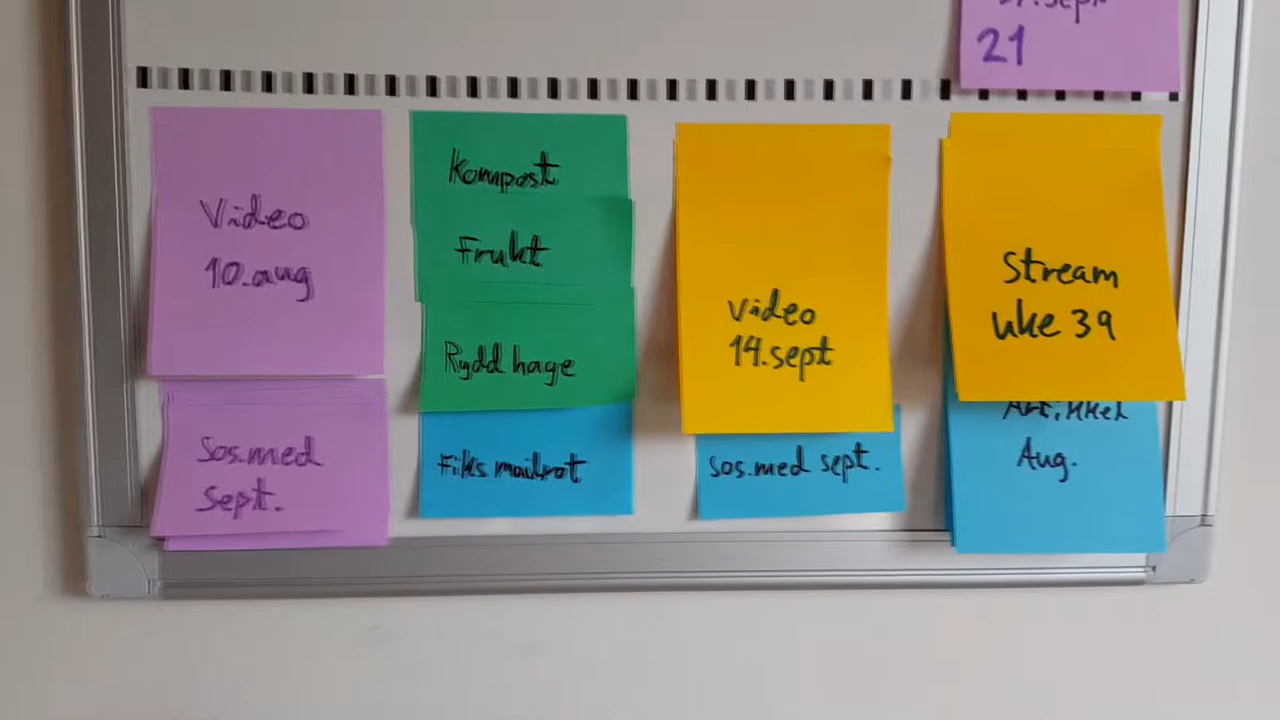 21
Video
10.aug
Sos.med
sept.
Kompost
Frukt
Rydd hage
Fiks mailrot
Video
14.sept
Sos.med sept.
Stream
uke 39
Aug.